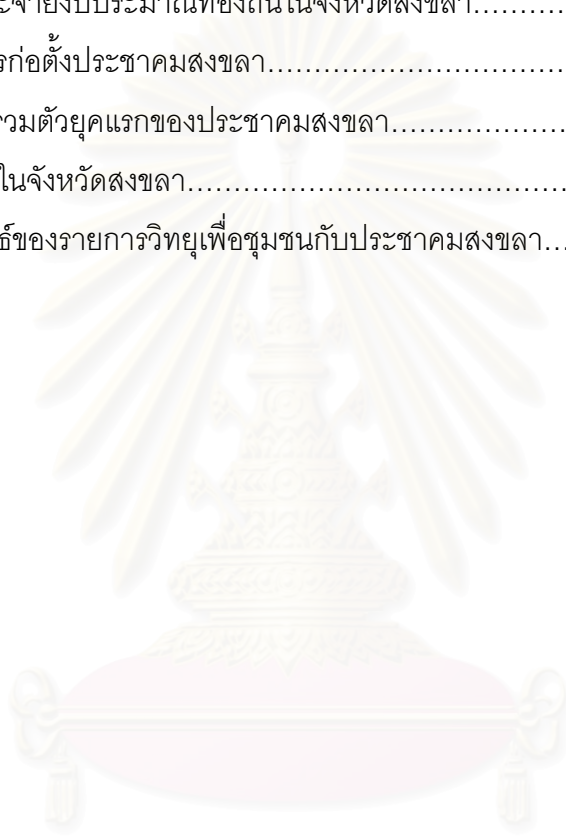 ระจายงบประมาณท้องถิ่นในจังหวัดสงขลา...........
รก่อตั้งประชาคมสงขลา................................
รวมตัวยุคแรกของประชาคมสงขลา...................
ในจังหวัดสงขลา.........................................
ธ์ของรายการวิทยุเพื่อชุมชนกับประชาคมสงขลา...